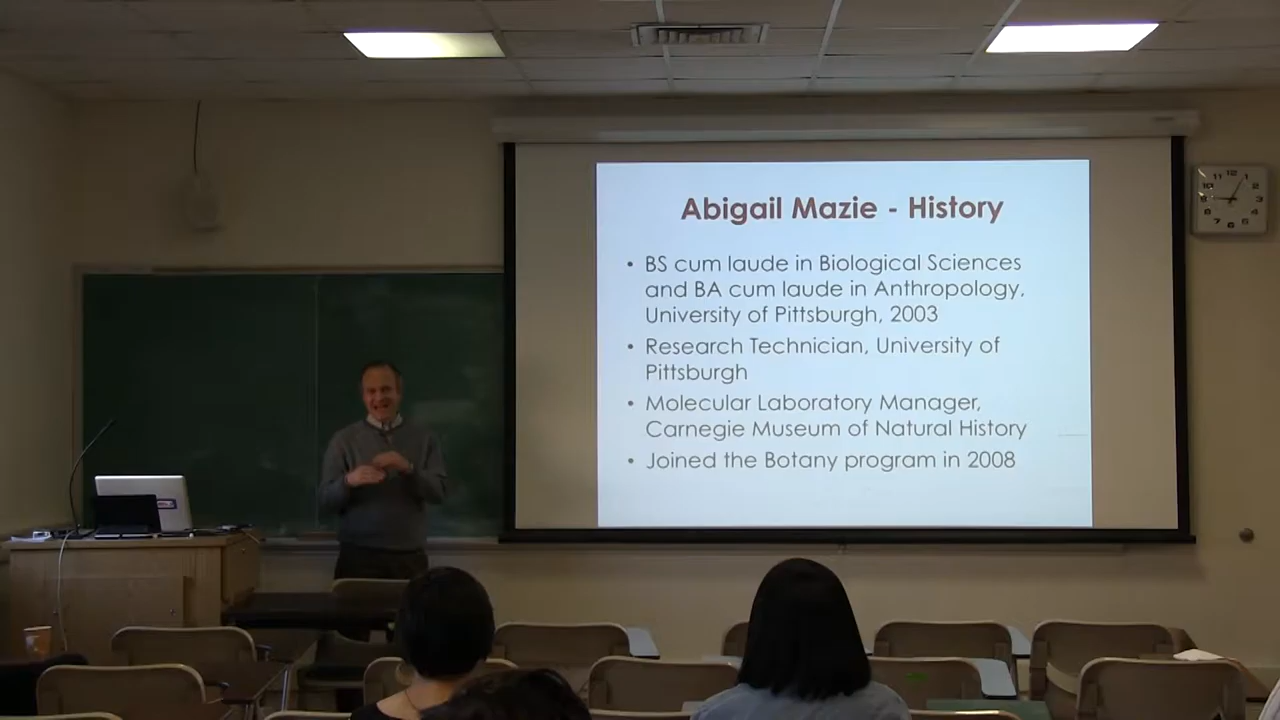 Abigail Mazie - History
• BS cum laude in Biological Sciences
and BA cum laude in Anthropology,
University of Pittsburgh, 2003
• Research Technician, University of
Pittsburgh
• Molecular Laboratory Manager,
Carnegie Museum of Natural History
• Joined the Botany program in 2008